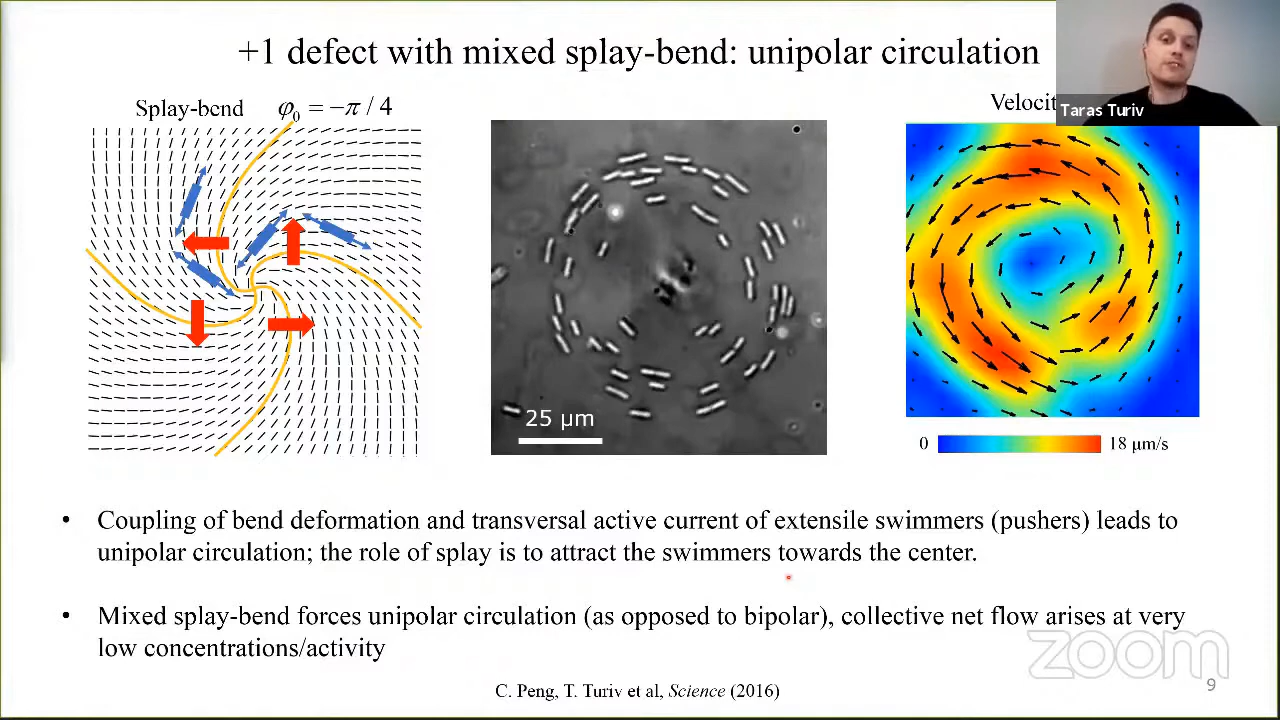 +1 defect with mixed splay-bend: unipolar circulation
Splay-bend φ₀ = −π / 4
Velocit
Taras Turiv
25 μm
0 18 μm/s
• Coupling of bend deformation and transversal active current of extensile swimmers (pushers) leads to
unipolar circulation; the role of splay is to attract the swimmers towards the center.
• Mixed splay-bend forces unipolar circulation (as opposed to bipolar), collective net flow arises at very
low concentrations/activity
zoom
C. Peng, T. Turiv et al, Science (2016)
9